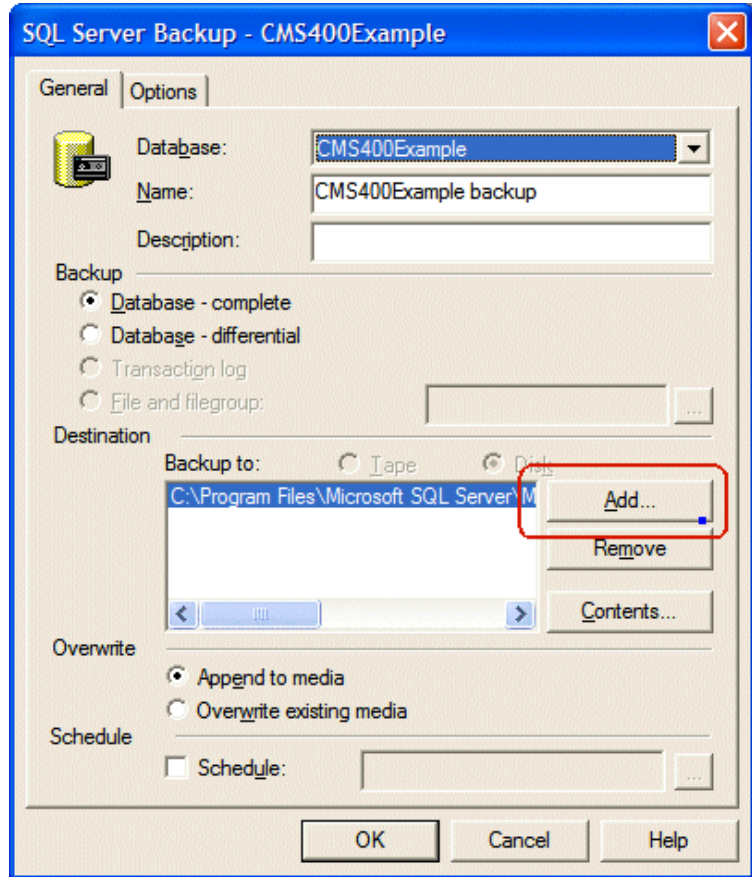 SQL Server Backup - CMS400Example
General Options
Database: CMS400Example
Name: CMS400Example backup
Description:
Backup
Database - complete
Database - differential
Transaction log
File and filegroup: ...
Destination
Backup to: Tape Disk
C:\Program Files\Microsoft SQL Server\M
Add...
Remove
Contents...
Overwrite
Append to media
Overwrite existing media
Schedule
Schedule: ...
OK Cancel Help